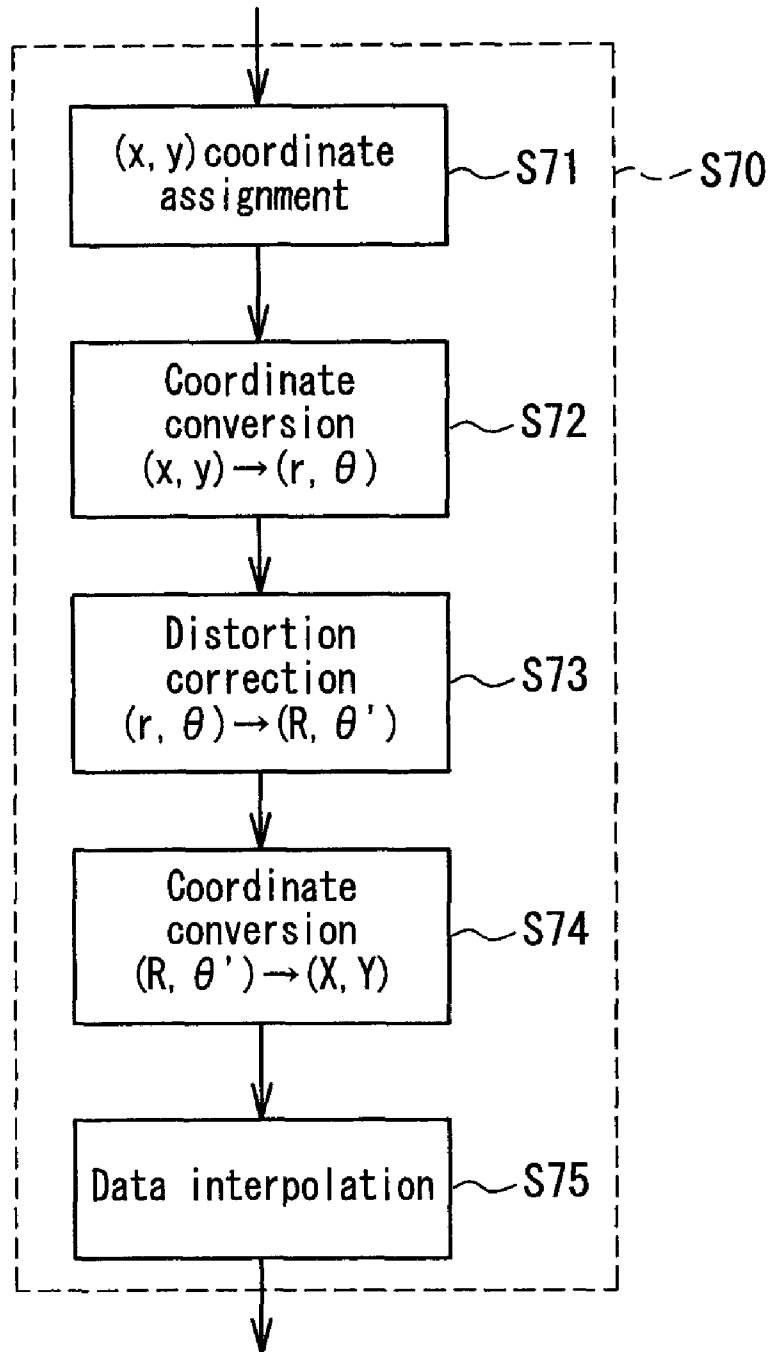 (x, y) coordinate
assignment
S71
S70
Coordinate
conversion
(x, y)→(r, θ)
S72
Distortion
correction
(r, θ)→(R, θ')
S73
Coordinate
conversion
(R, θ')→(X, Y)
S74
Data interpolation
S75